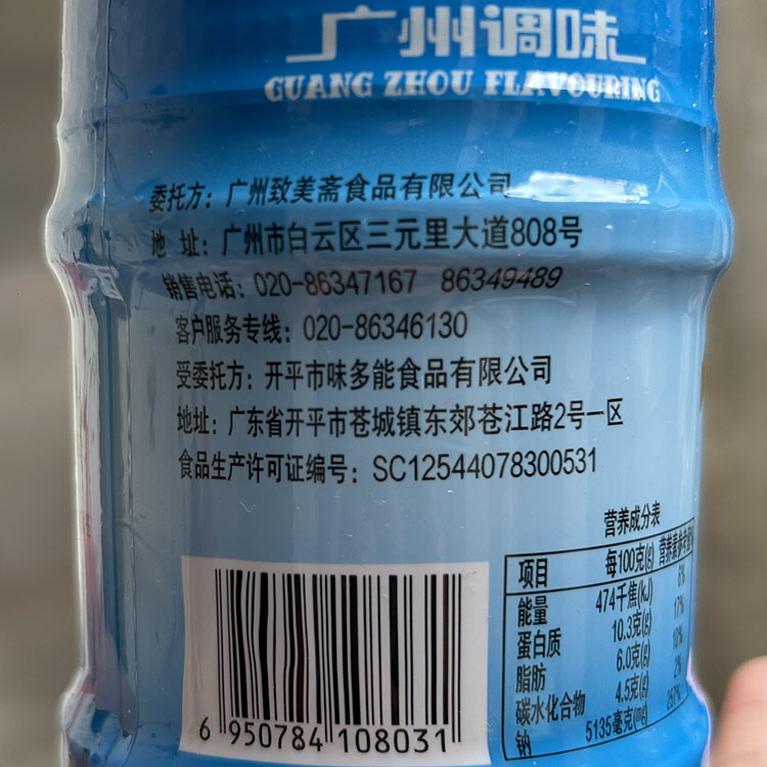 广州调味
GUANG ZHOU FLAVOURING
委托方：广州致美斋食品有限公司
地 址：广州市白云区三元里大道808号
销售电话：020-86347167 86349489
客户服务专线：020-86346130
受委托方：开平市味多能食品有限公司
地址：广东省开平市苍城镇东郊苍江路2号一区
食品生产许可证编号：SC12544078300531
营养成分表
项目 每100克(g) 营养素参考值%
能量 474千焦(kJ) 6%
蛋白质 10.3克(g) 17%
脂肪 6.0克(g) 10%
碳水化合物 4.5克(g) 2%
钠 5135毫克(mg) 257%
6 950784 108031